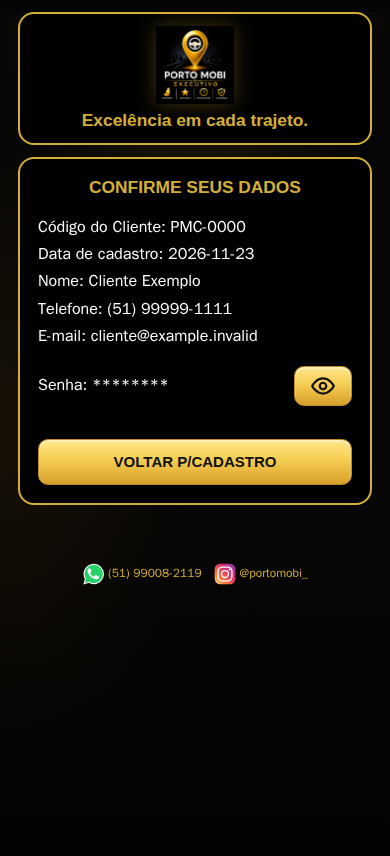 PORTO MOBI
EXECUTIVO
Excelência em cada trajeto.
CONFIRME SEUS DADOS
Código do Cliente: PMC-0000
Data de cadastro: 2026-11-23
Nome: Cliente Exemplo
Telefone: (51) 99999-1111
E-mail: cliente@example.invalid
Senha: ********
VOLTAR P/CADASTRO
(51) 99008-2119 @portomobi_